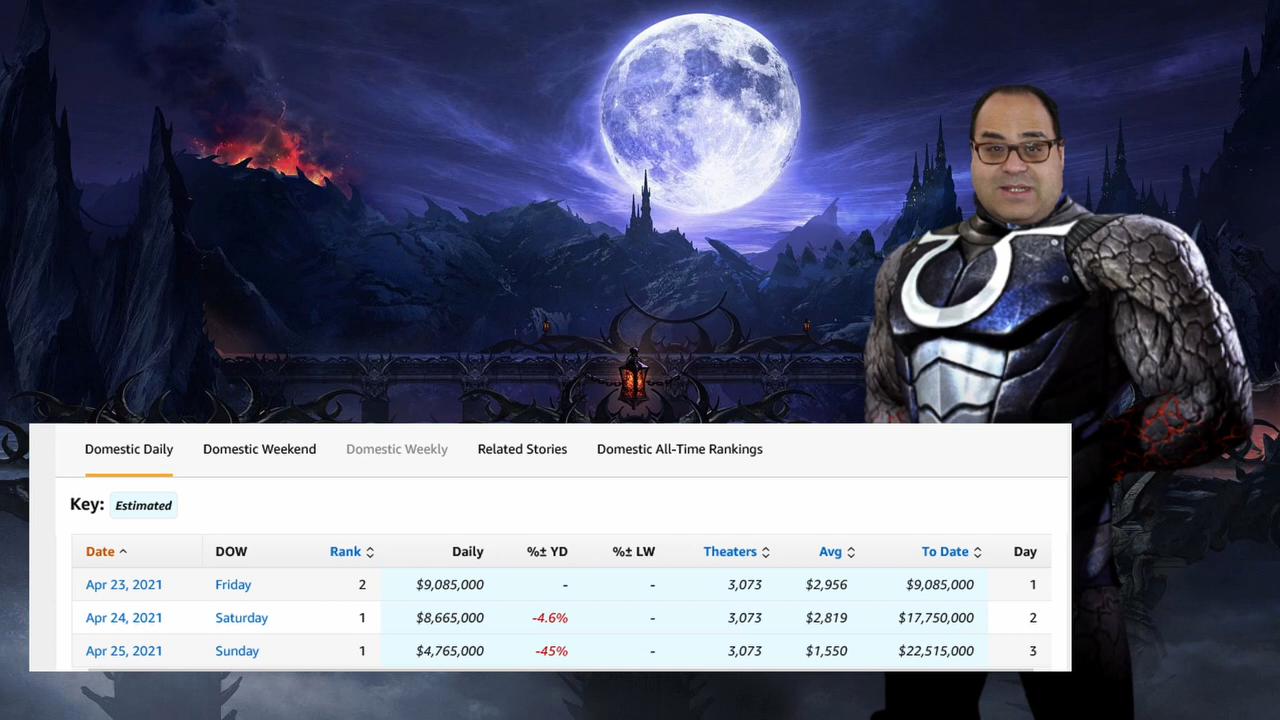 Domestic Daily Domestic Weekend Domestic Weekly Related Stories Domestic All-Time Rankings
Key: Estimated
Date DOW Rank Daily %± YD %± LW Theaters Avg To Date Day
Apr 23, 2021 Friday 2 $9,085,000 - - 3,073 $2,956 $9,085,000 1
Apr 24, 2021 Saturday 1 $8,665,000 -4.6% - 3,073 $2,819 $17,750,000 2
Apr 25, 2021 Sunday 1 $4,765,000 -45% - 3,073 $1,550 $22,515,000 3